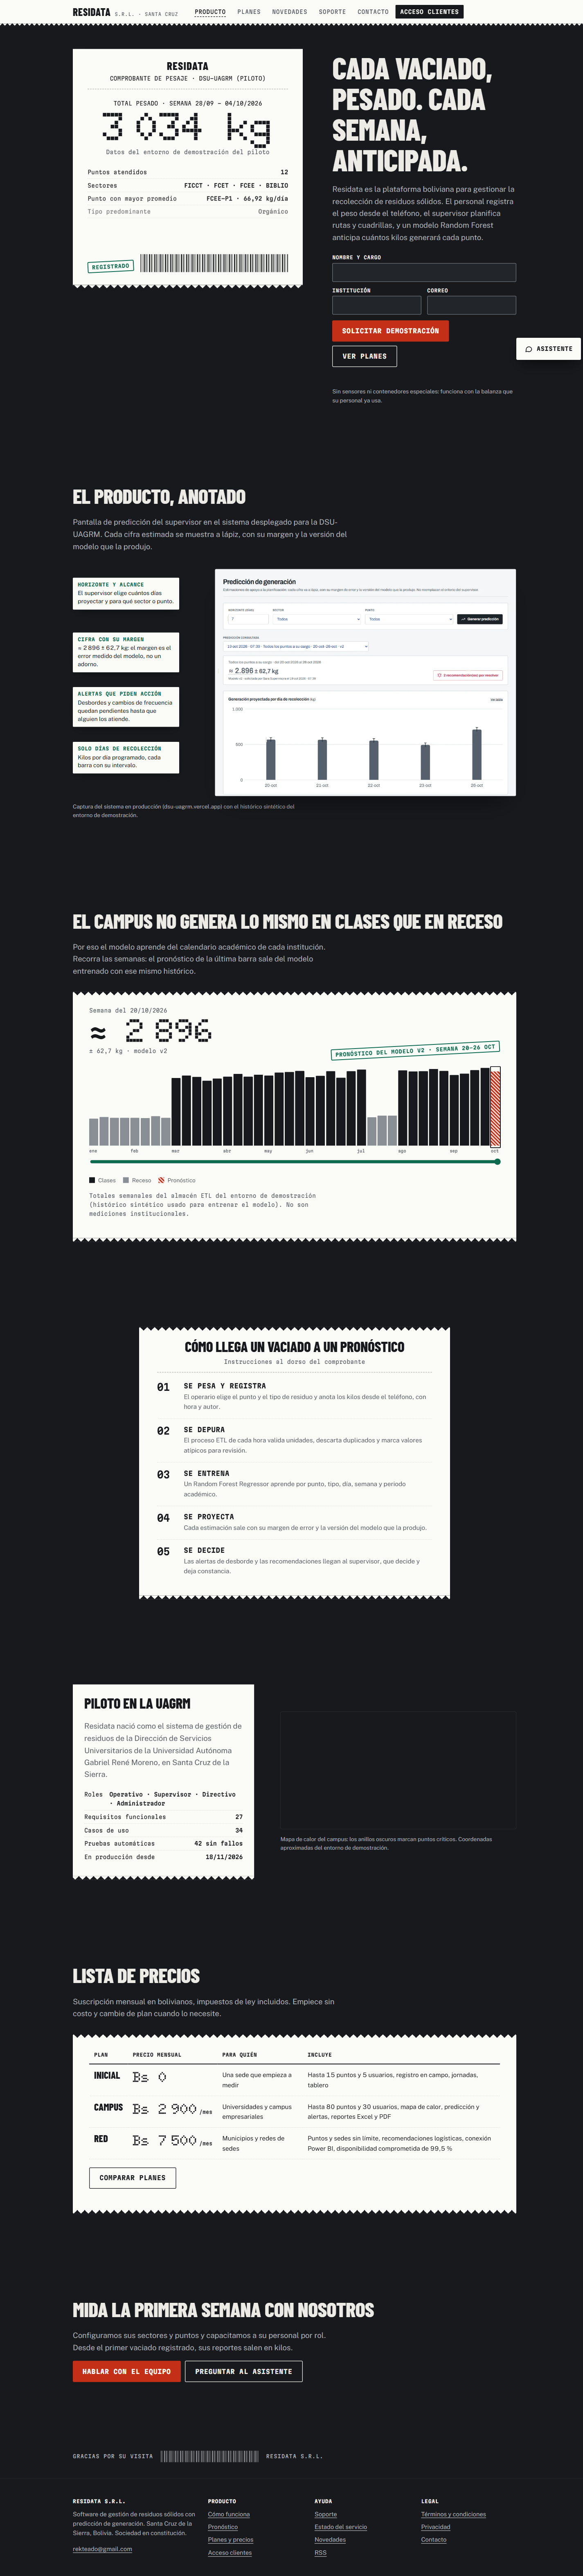 RESIDATA S.R.L. · SANTA CRUZ
PRODUCTO PLANES NOVEDADES SOPORTE CONTACTO ACCESO CLIENTES
RESIDATA
COMPROBANTE DE PESAJE · DSU-UAGRM (PILOTO)
TOTAL PESADO · SEMANA 28/09 – 04/10/2026
3 034 kg
Datos del entorno de demostración del piloto
Puntos atendidos 12
Sectores FICCT · FCET · FCEE · BIBLIO
Punto con mayor promedio FCEE-P1 · 66,92 kg/día
Tipo predominante Orgánico
REGISTRADO
CADA VACIADO,
PESADO. CADA
SEMANA,
ANTICIPADA.
Residata es la plataforma boliviana para gestionar la
recolección de residuos sólidos. El personal registra
el peso desde el teléfono, el supervisor planifica
rutas y cuadrillas, y un modelo Random Forest
anticipa cuántos kilos generará cada punto.
NOMBRE Y CARGO
INSTITUCIÓN CORREO
SOLICITAR DEMOSTRACIÓN
VER PLANES
ASISTENTE
Sin sensores ni contenedores especiales: funciona con la balanza que
su personal ya usa.
EL PRODUCTO, ANOTADO
Pantalla de predicción del supervisor en el sistema desplegado para la DSU-
UAGRM. Cada cifra estimada se muestra a lápiz, con su margen y la versión del
modelo que la produjo.
HORIZONTE Y ALCANCE
El supervisor elige cuántos días
proyectar y para qué sector o punto.
CIFRA CON SU MARGEN
≈ 2 896 ± 62,7 kg: el margen es el
error medido del modelo, no un
adorno.
ALERTAS QUE PIDEN ACCIÓN
Desbordes y cambios de frecuencia
quedan pendientes hasta que
alguien los atiende.
SOLO DÍAS DE RECOLECCIÓN
Kilos por día programado, cada
barra con su intervalo.
Predicción de generación
7 Todos Todos Generar predicción
≈ 2.896 ± 62,7 kg
Generación proyectada por día de recolección (kg)
1.000
500
0
20 oct 21 oct 22 oct 23 oct 25 oct
Captura del sistema en producción (dsu-uagrm.vercel.app) con el histórico sintético del
entorno de demostración.
EL CAMPUS NO GENERA LO MISMO EN CLASES QUE EN RECESO
Por eso el modelo aprende del calendario académico de cada institución.
Recorra las semanas: el pronóstico de la última barra sale del modelo
entrenado con ese mismo histórico.
Semana del 20/10/2026
≈ 2 896
± 62,7 kg · modelo v2
PRONÓSTICO DEL MODELO V2 · SEMANA 20–26 OCT
ene feb mar abr may jun jul ago sep oct
Clases Receso Pronóstico
Totales semanales del almacén ETL del entorno de demostración
(histórico sintético usado para entrenar el modelo). No son
mediciones institucionales.
CÓMO LLEGA UN VACIADO A UN PRONÓSTICO
Instrucciones al dorso del comprobante
01 SE PESA Y REGISTRA
El operario elige el punto y el tipo de residuo y anota los kilos desde el teléfono, con
hora y autor.
02 SE DEPURA
El proceso ETL de cada hora valida unidades, descarta duplicados y marca valores
atípicos para revisión.
03 SE ENTRENA
Un Random Forest Regressor aprende por punto, tipo, día, semana y periodo
académico.
04 SE PROYECTA
Cada estimación sale con su margen de error y la versión del modelo que la produjo.
05 SE DECIDE
Las alertas de desborde y las recomendaciones llegan al supervisor, que decide y
deja constancia.
PILOTO EN LA UAGRM
Residata nació como el sistema de gestión de
residuos de la Dirección de Servicios
Universitarios de la Universidad Autónoma
Gabriel René Moreno, en Santa Cruz de la
Sierra.
Roles Operativo · Supervisor · Directivo
· Administrador
Requisitos funcionales 27
Casos de uso 34
Pruebas automáticas 42 sin fallos
En producción desde 18/11/2026
Mapa de calor del campus: los anillos oscuros marcan puntos críticos. Coordenadas
aproximadas del entorno de demostración.
LISTA DE PRECIOS
Suscripción mensual en bolivianos, impuestos de ley incluidos. Empiece sin
costo y cambie de plan cuando lo necesite.
PLAN PRECIO MENSUAL PARA QUIÉN INCLUYE
INICIAL Bs 0 Una sede que empieza a
medir
Hasta 15 puntos y 5 usuarios, registro en campo, jornadas,
tablero
CAMPUS Bs 2 900 /mes Universidades y campus
empresariales
Hasta 80 puntos y 30 usuarios, mapa de calor, predicción y
alertas, reportes Excel y PDF
RED Bs 7 500 /mes Municipios y redes de
sedes
Puntos y sedes sin límite, recomendaciones logísticas, conexión
Power BI, disponibilidad comprometida de 99,5 %
COMPARAR PLANES
MIDA LA PRIMERA SEMANA CON NOSOTROS
Configuramos sus sectores y puntos y capacitamos a su personal por rol.
Desde el primer vaciado registrado, sus reportes salen en kilos.
HABLAR CON EL EQUIPO PREGUNTAR AL ASISTENTE
GRACIAS POR SU VISITA RESIDATA S.R.L.
RESIDATA S.R.L.
Software de gestión de residuos sólidos con
predicción de generación. Santa Cruz de la
Sierra, Bolivia. Sociedad en constitución.
rekteado@gmail.com
PRODUCTO
Cómo funciona
Pronóstico
Planes y precios
Acceso clientes
AYUDA
Soporte
Estado del servicio
Novedades
RSS
LEGAL
Términos y condiciones
Privacidad
Contacto